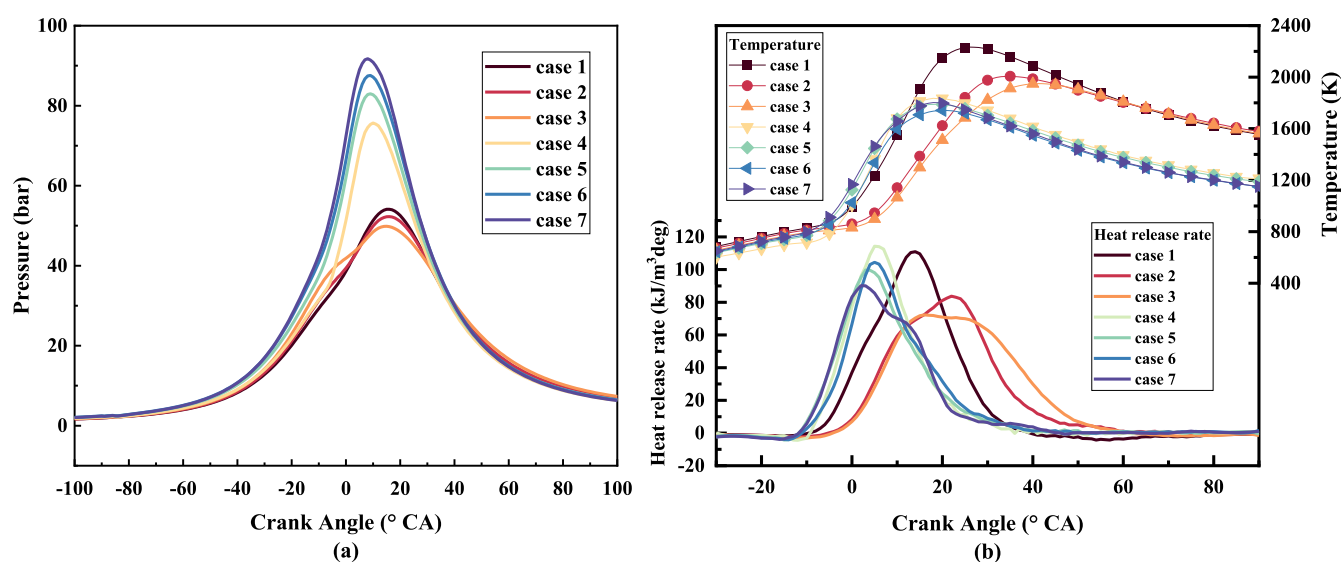 100
80
60
40
20
0
Pressure (bar)
case 1
case 2
case 3
case 4
case 5
case 6
case 7
-100 -80 -60 -40 -20 0 20 40 60 80 100
Crank Angle (° CA)
(a)
Temperature
case 1
case 2
case 3
case 4
case 5
case 6
case 7
2400
2000
1600
1200
800
400
Temperature (K)
120
100
80
60
40
20
0
-20
Heat release rate (kJ/m³deg)
Heat release rate
case 1
case 2
case 3
case 4
case 5
case 6
case 7
-20 0 20 40 60 80
Crank Angle (° CA)
(b)